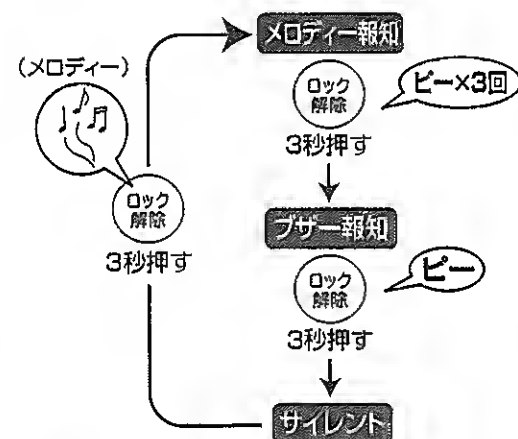 メロディー報知
(メロディー)
ロック
解除
ピー×3回
3秒押す
ロック
解除
3秒押す
ブザー報知
ロック
解除
ピー
3秒押す
サイレント